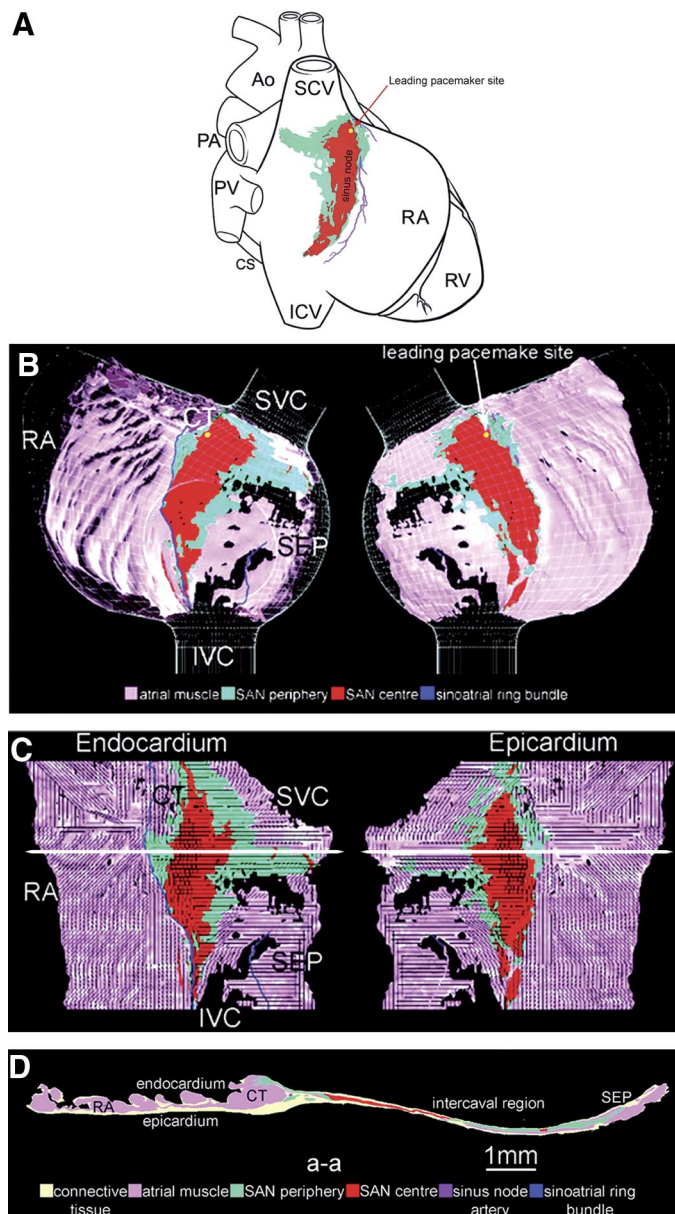 A
Ao
SCV
Leading pacemaker site
PA
sinus node
PV
RA
CS
RV
ICV
B
leading pacemake site
CT
SVC
RA
SEP
IVC
atrial muscle SAN periphery SAN centre sinoatrial ring bundle
C
Endocardium
Epicardium
CT
SVC
RA
SEP
IVC
D
endocardium
CT
SEP
RA
intercaval region
epicardium
a-a
1mm
connective tissue
atrial muscle
SAN periphery
SAN centre
sinus node artery
sinoatrial ring bundle